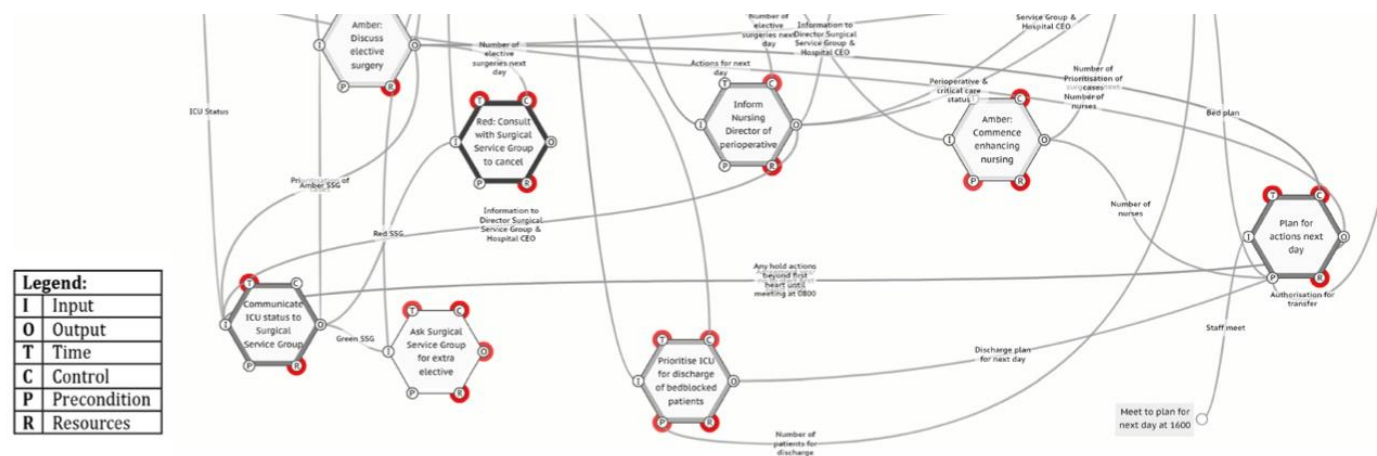 Amber:
Discuss
elective
surgery
I
O
P
R
Number of
elective
surgeries next
day
Number of
elective
surgeries next
day
Information to
Director Surgical
Service Group &
Hospital CEO
Service Group &
Hospital CEO
Actions for next
day
ICU Status
T
C
Red: Consult
with Surgical
Service Group
to cancel
I
O
P
R
T
C
Inform
Nursing
Director of
perioperative
I
O
P
R
Perioperative &
critical care
status
C
Amber:
Commence
enhancing
nursing
I
O
P
R
Number of
Prioritisation of
cases
Number of
nurses
Bed plan
Amber SSG
Red SSG
Information to
Director Surgical
Service Group &
Hospital CEO
Number of
nurses
T
C
Plan for
actions next
day
I
O
P
R
Authorisation for
transfer
Any hold actions
beyond first
heart until
meeting at 0800
Legend:
I Input
O Output
T Time
C Control
P Precondition
R Resources
T
C
Communicate
ICU status to
Surgical
Service Group
I
O
P
R
Green SSG
T
C
Ask Surgical
Service Group
for extra
elective
I
O
P
R
T
C
Prioritise ICU
for discharge
of bedblocked
patients
I
O
P
R
Discharge plan
for next day
Staff meet
Meet to plan for
next day at 1600
Number of
patients for
discharge